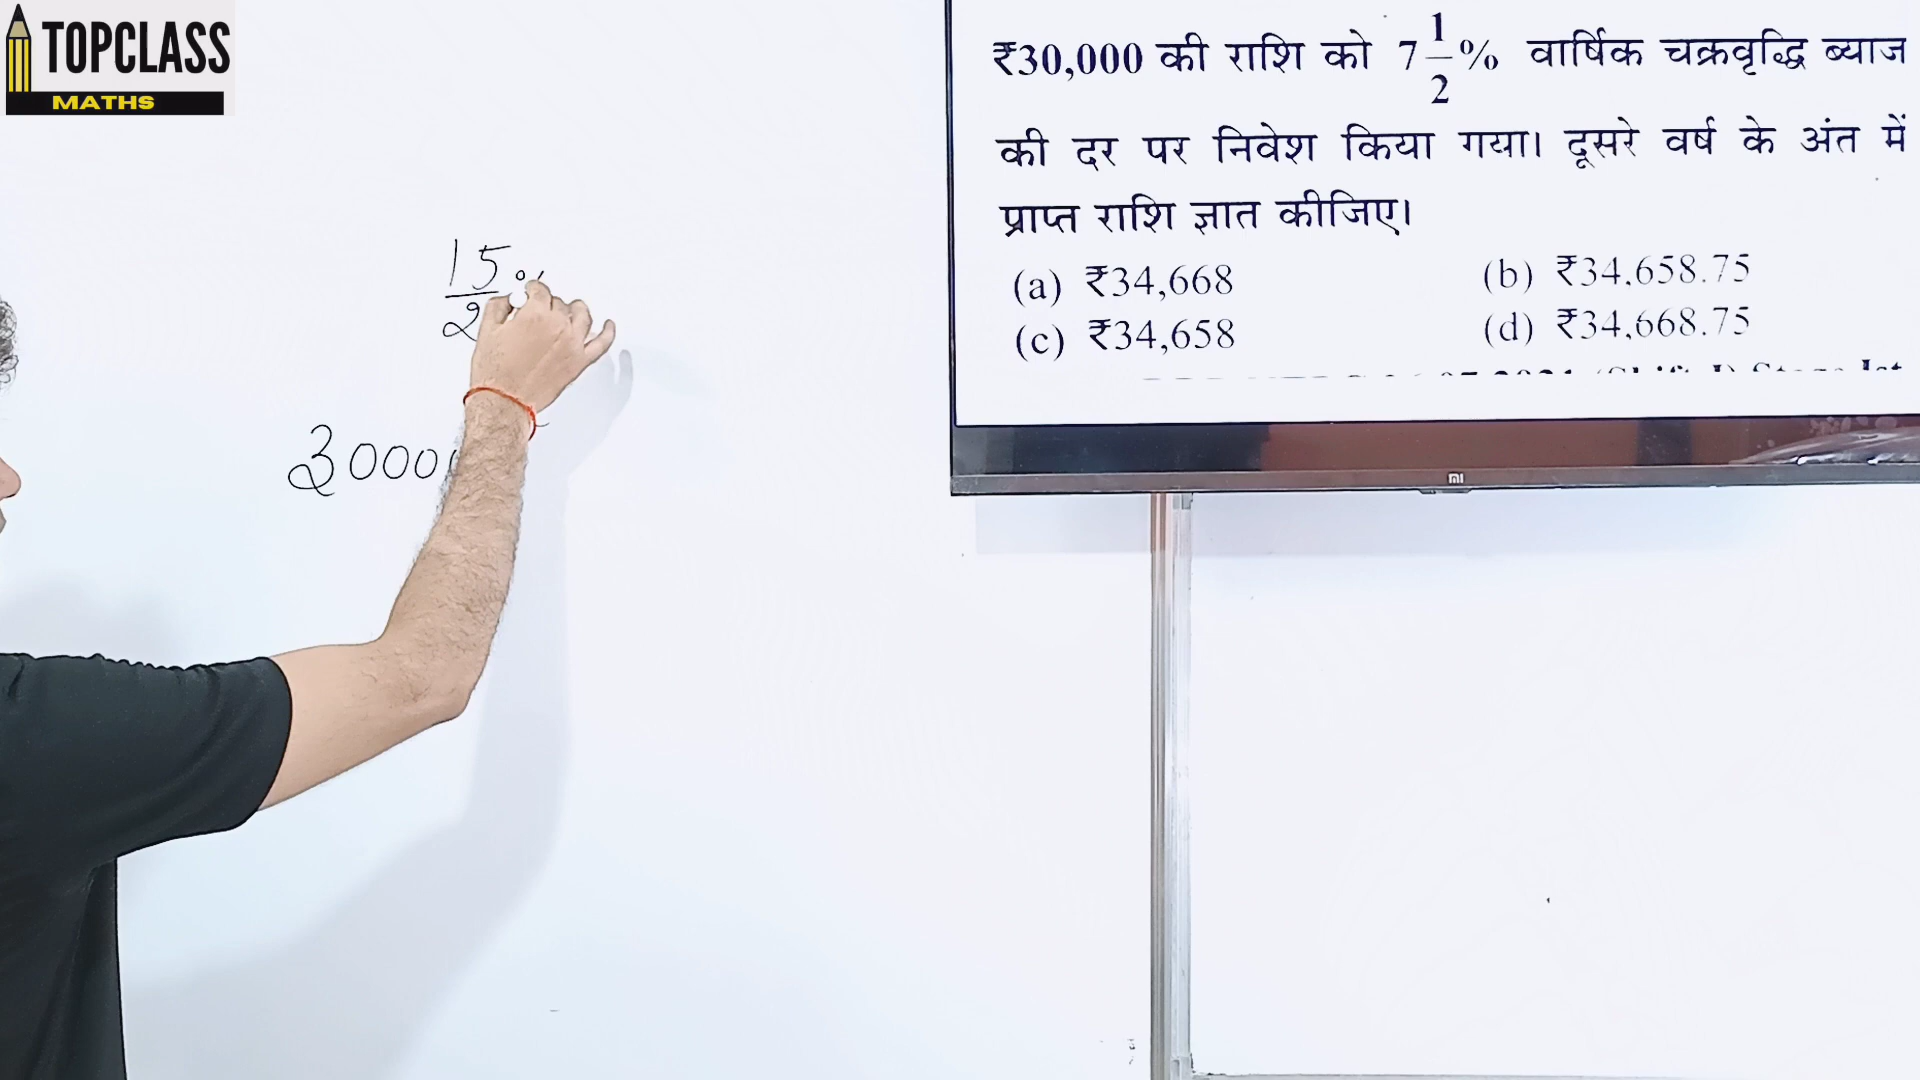 TOPCLASS
MATHS
₹30,000 की राशि को 7 1/2 % वार्षिक चक्रवृद्धि ब्याज
की दर पर निवेश किया गया। दूसरे वर्ष के अंत में
प्राप्त राशि ज्ञात कीजिए।
(a) ₹34,668 (b) ₹34,658.75
(c) ₹34,658 (d) ₹34,668.75
15/2 %
3000
mi